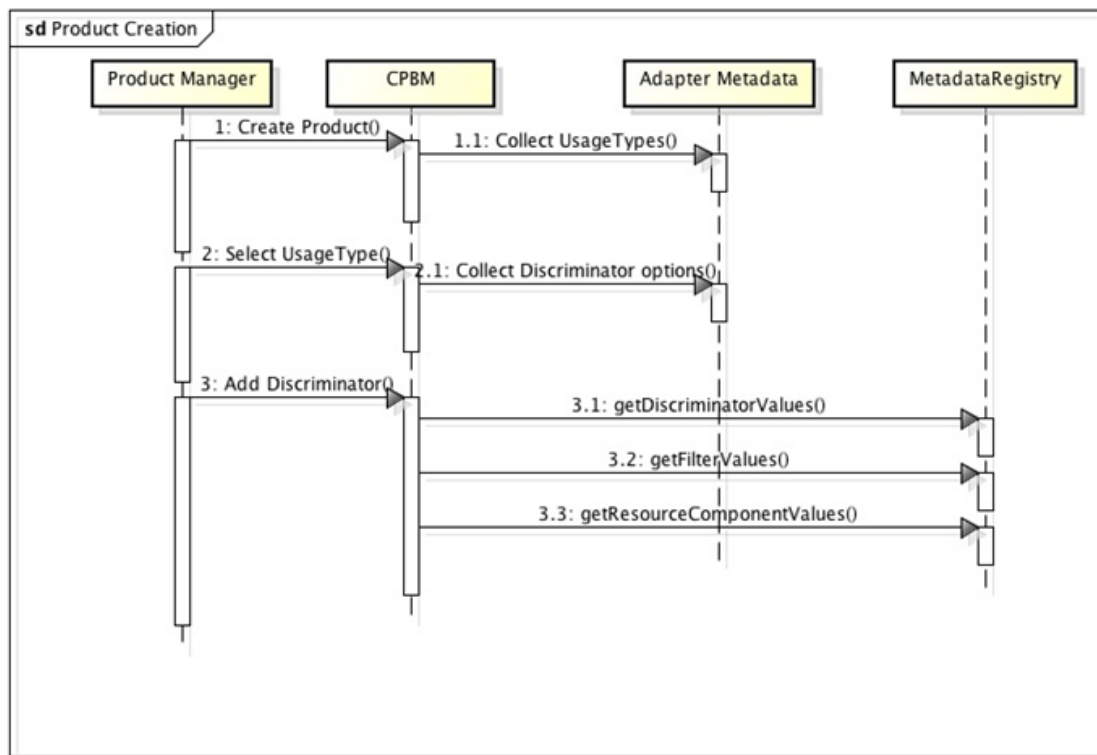 sd Product Creation
Product Manager
CPBM
Adapter Metadata
MetadataRegistry
1: Create Product()
1.1: Collect UsageTypes()
2: Select UsageType()
2.1: Collect Discriminator options()
3: Add Discriminator()
3.1: getDiscriminatorValues()
3.2: getFilterValues()
3.3: getResourceComponentValues()